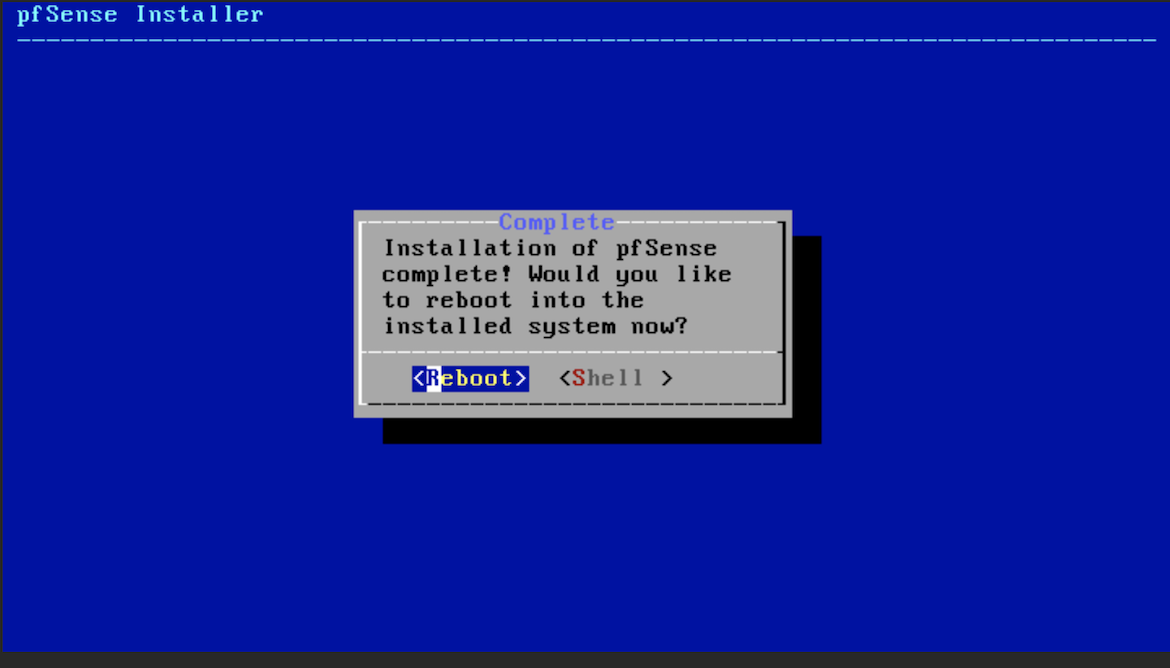 pfSense Installer
Complete
Installation of pfSense
complete! Would you like
to reboot into the
installed system now?
<Reboot> <Shell >